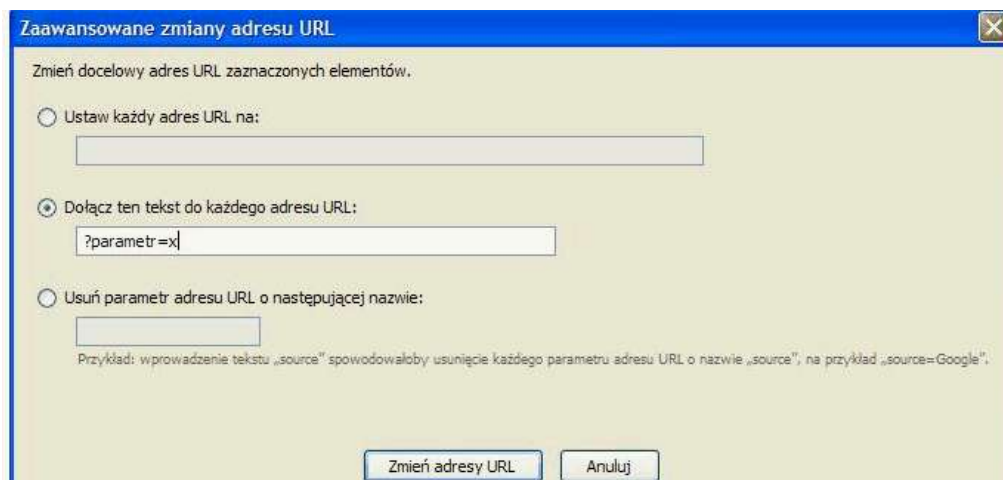 Zaawansowane zmiany adresu URL
Zmień docelowy adres URL zaznaczonych elementów.
Ustaw każdy adres URL na:
Dołącz ten tekst do każdego adresu URL:
?parametr=x
Usuń parametr adresu URL o następującej nazwie:
Przykład: wprowadzenie tekstu „source” spowodowałoby usunięcie każdego parametru adresu URL o nazwie „source”, na przykład „source=Google”.
Zmień adresy URL Anuluj